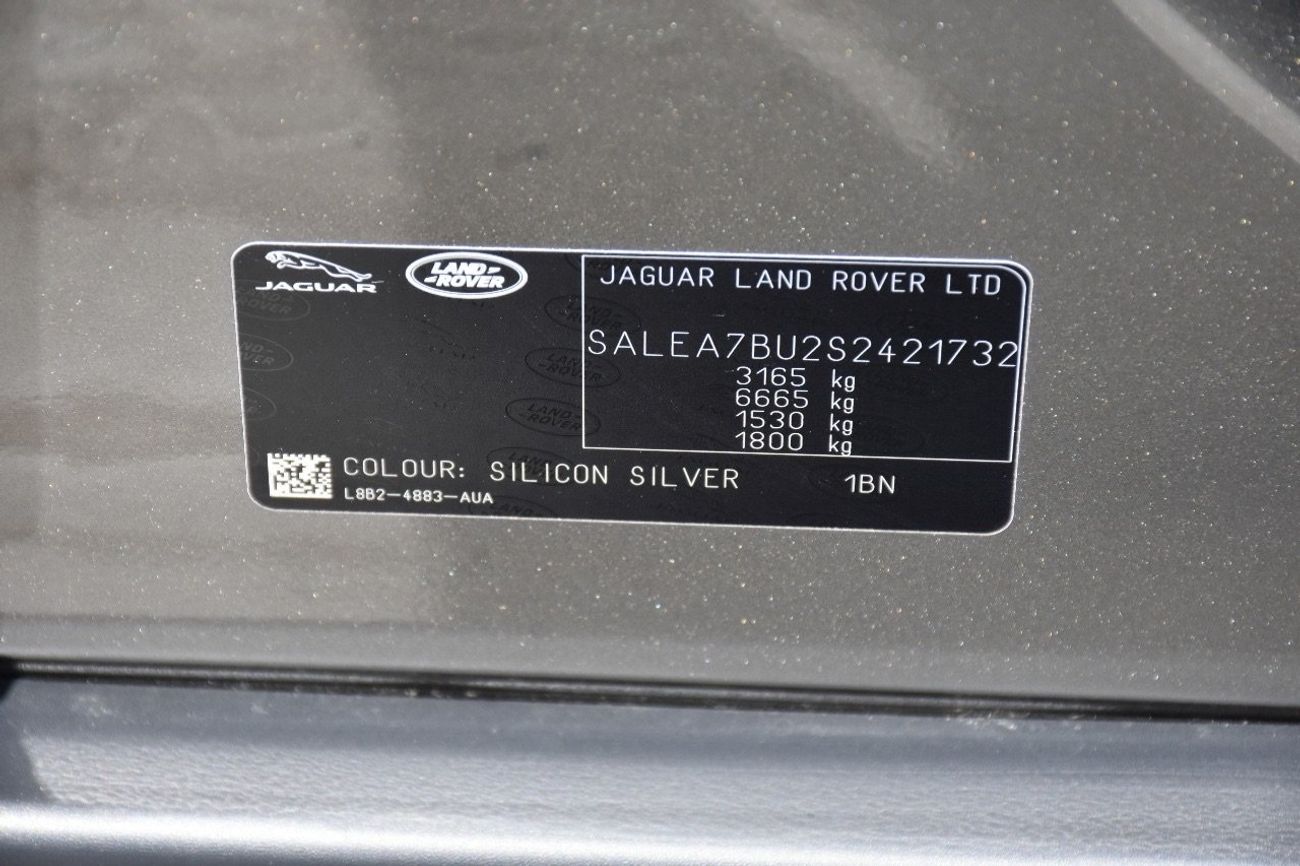 JAGUAR
LAND-
-ROVER
JAGUAR LAND ROVER LTD
SALEA7BU2S2421732
3165 kg
6665 kg
1530 kg
1800 kg
COLOUR: SILICON SILVER 1BN
L8B2-4883-AUA